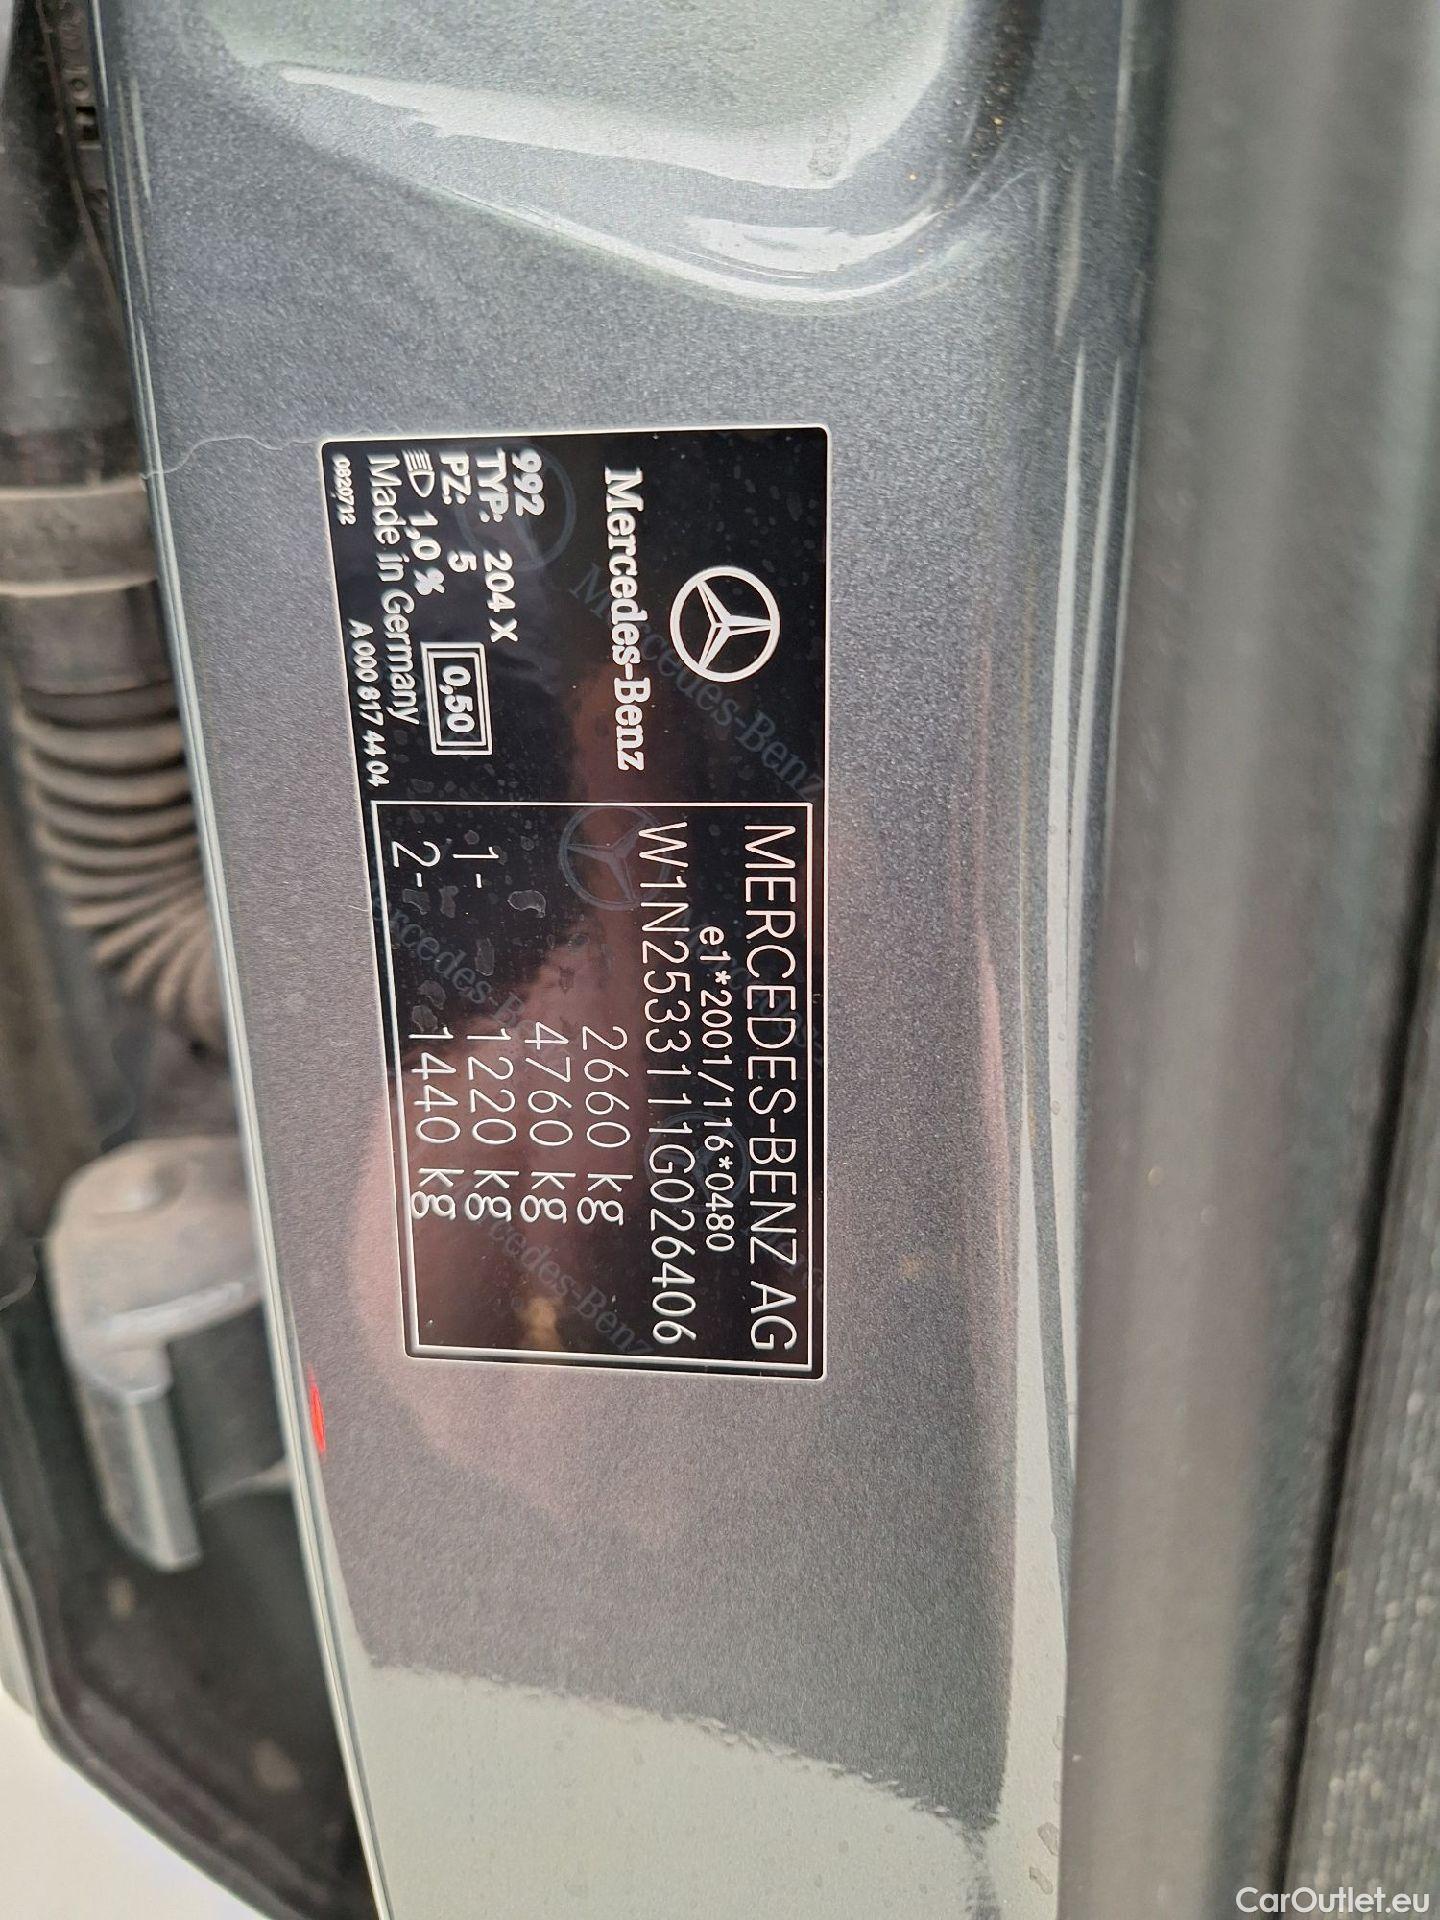 Mercedes-Benz
992
TYP: 204 X
PZ: 5
1,0 %
0,50
Made in Germany
0820712
A 000 817 44 04
MERCEDES-BENZ AG
e1*2001/116*0480
W1N2533111G026406
2660 kg
4760 kg
1- 1220 kg
2- 1440 kg
CarOutlet.eu